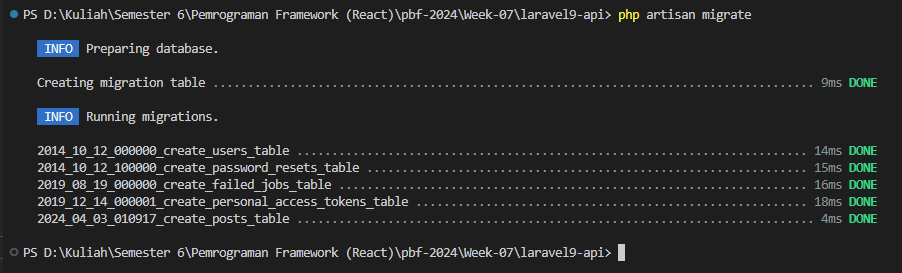 PS D:\Kuliah\Semester 6\Pemrograman Framework (React)\pbf-2024\Week-07\laravel9-api> php artisan migrate
INFO Preparing database.
Creating migration table ....................................................................................... 9ms DONE
INFO Running migrations.
2014_10_12_000000_create_users_table .......................................................................... 14ms DONE
2014_10_12_100000_create_password_resets_table ................................................................ 15ms DONE
2019_08_19_000000_create_failed_jobs_table .................................................................... 16ms DONE
2019_12_14_000001_create_personal_access_tokens_table ......................................................... 18ms DONE
2024_04_03_010917_create_posts_table ........................................................................... 4ms DONE
PS D:\Kuliah\Semester 6\Pemrograman Framework (React)\pbf-2024\Week-07\laravel9-api>